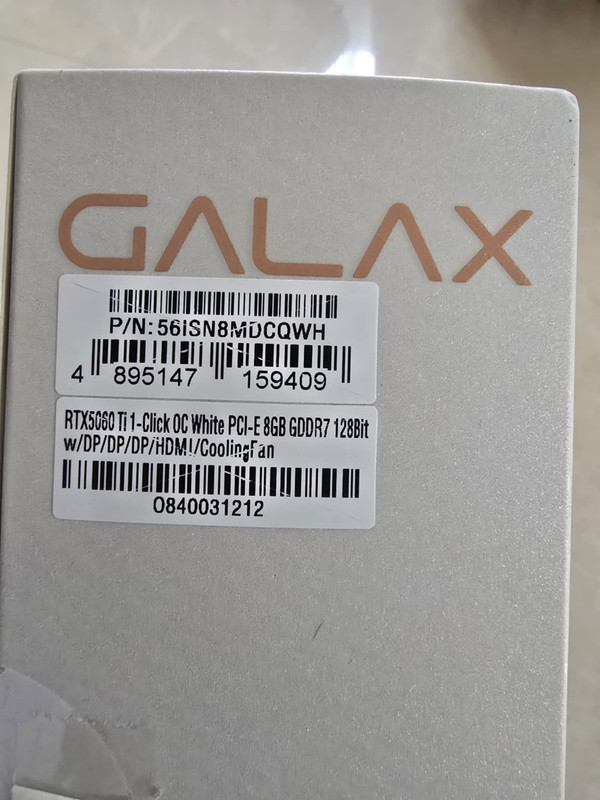 GALAX
P/N:56ISN8MDCQWH
4 895147 159409
RTX5060 Ti 1-Click OC White PCI-E 8GB GDDR7 128Bit
w/DP/DP/DP/HDMI/CoolingFan
0840031212